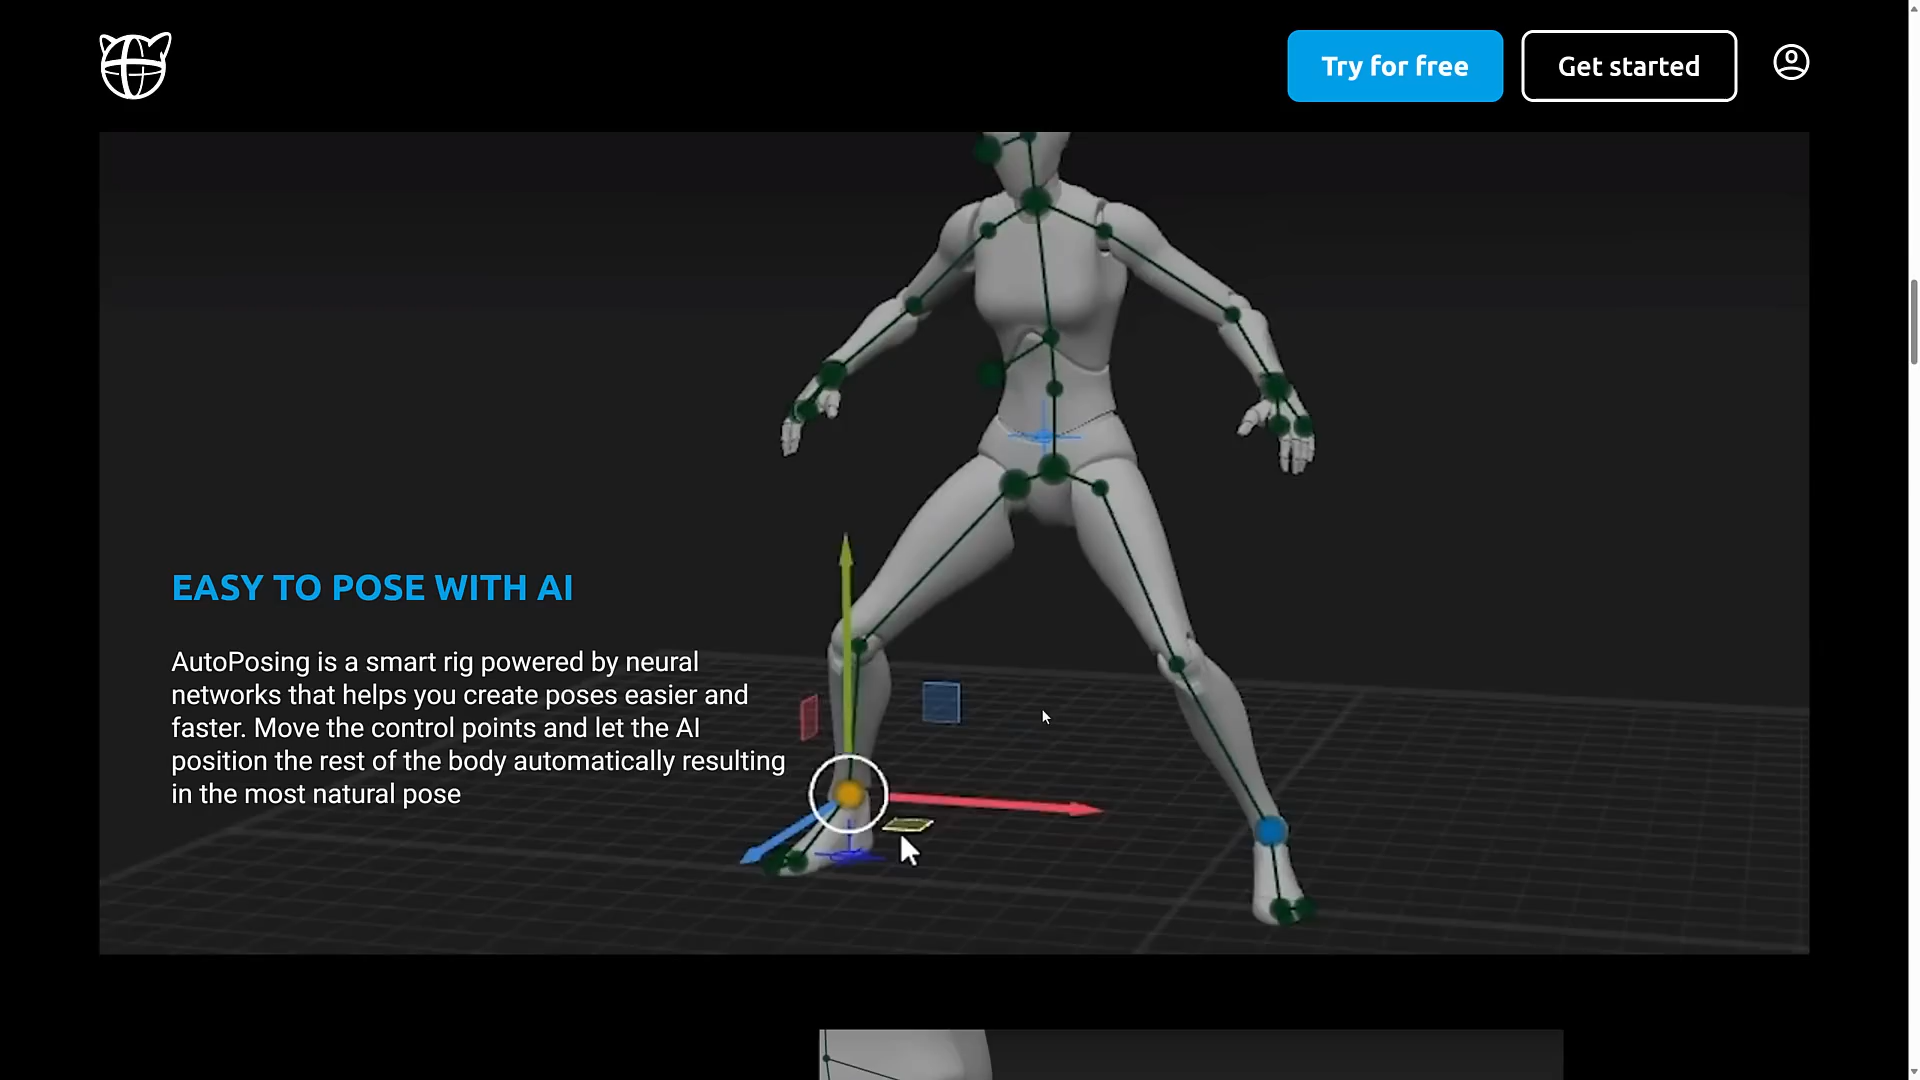 Try for free
Get started
EASY TO POSE WITH AI
AutoPosing is a smart rig powered by neural
networks that helps you create poses easier and
faster. Move the control points and let the AI
position the rest of the body automatically resulting
in the most natural pose